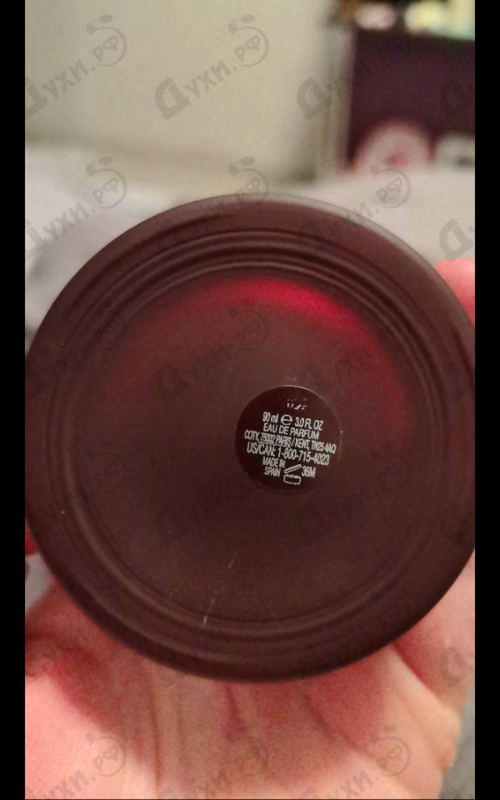 90 ml e 3.0 FL OZ
EAU DE PARFUM
COTY, 75002 PARIS / KENT, TN25 4AQ
US/CAN: 1-800-715-4023
MADE IN
SPAIN
36M
Духи.рф